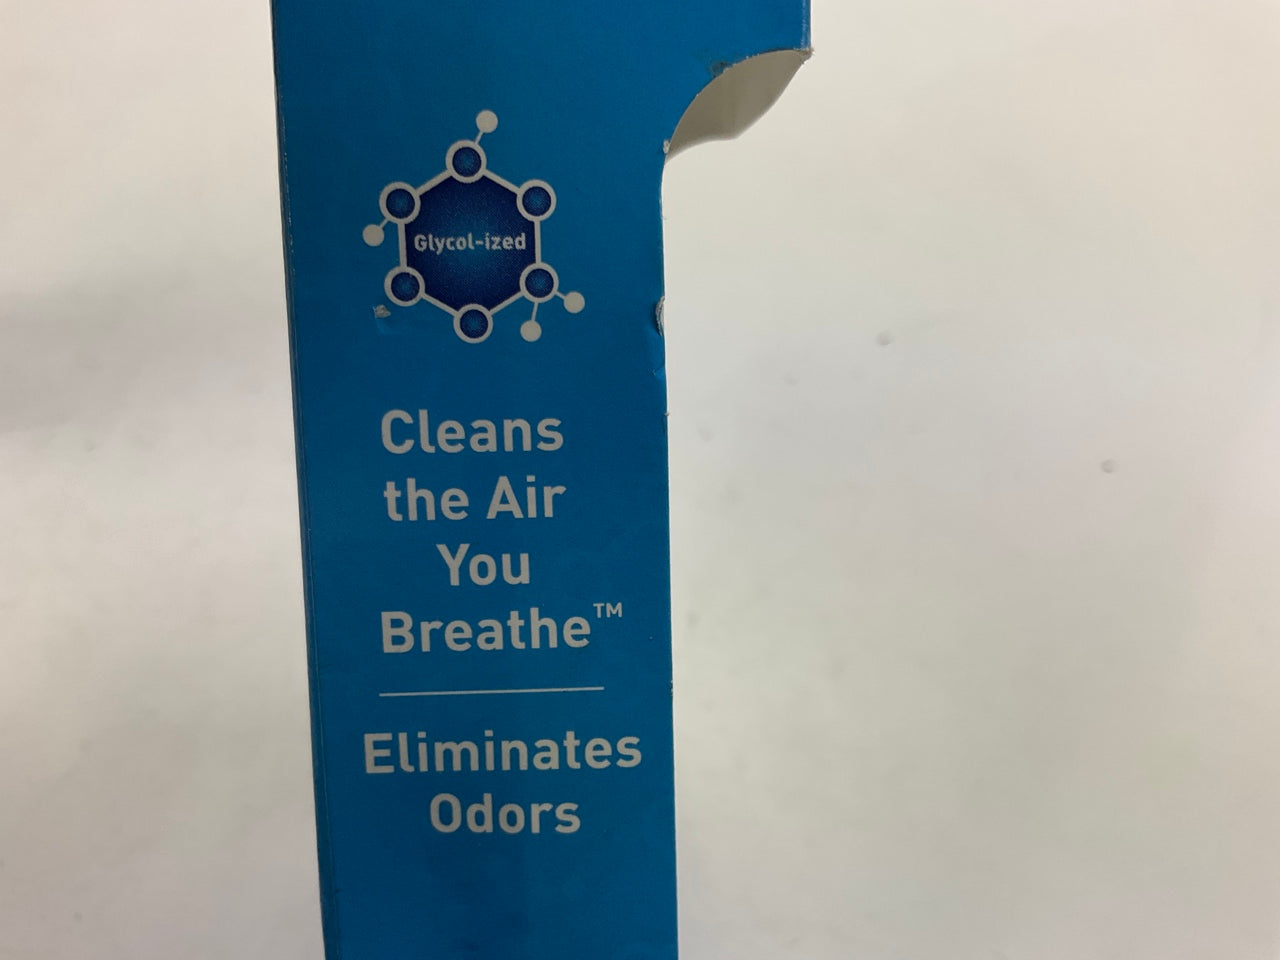 Glycol-ized
Cleans
the Air
You
Breathe™
Eliminates
Odors